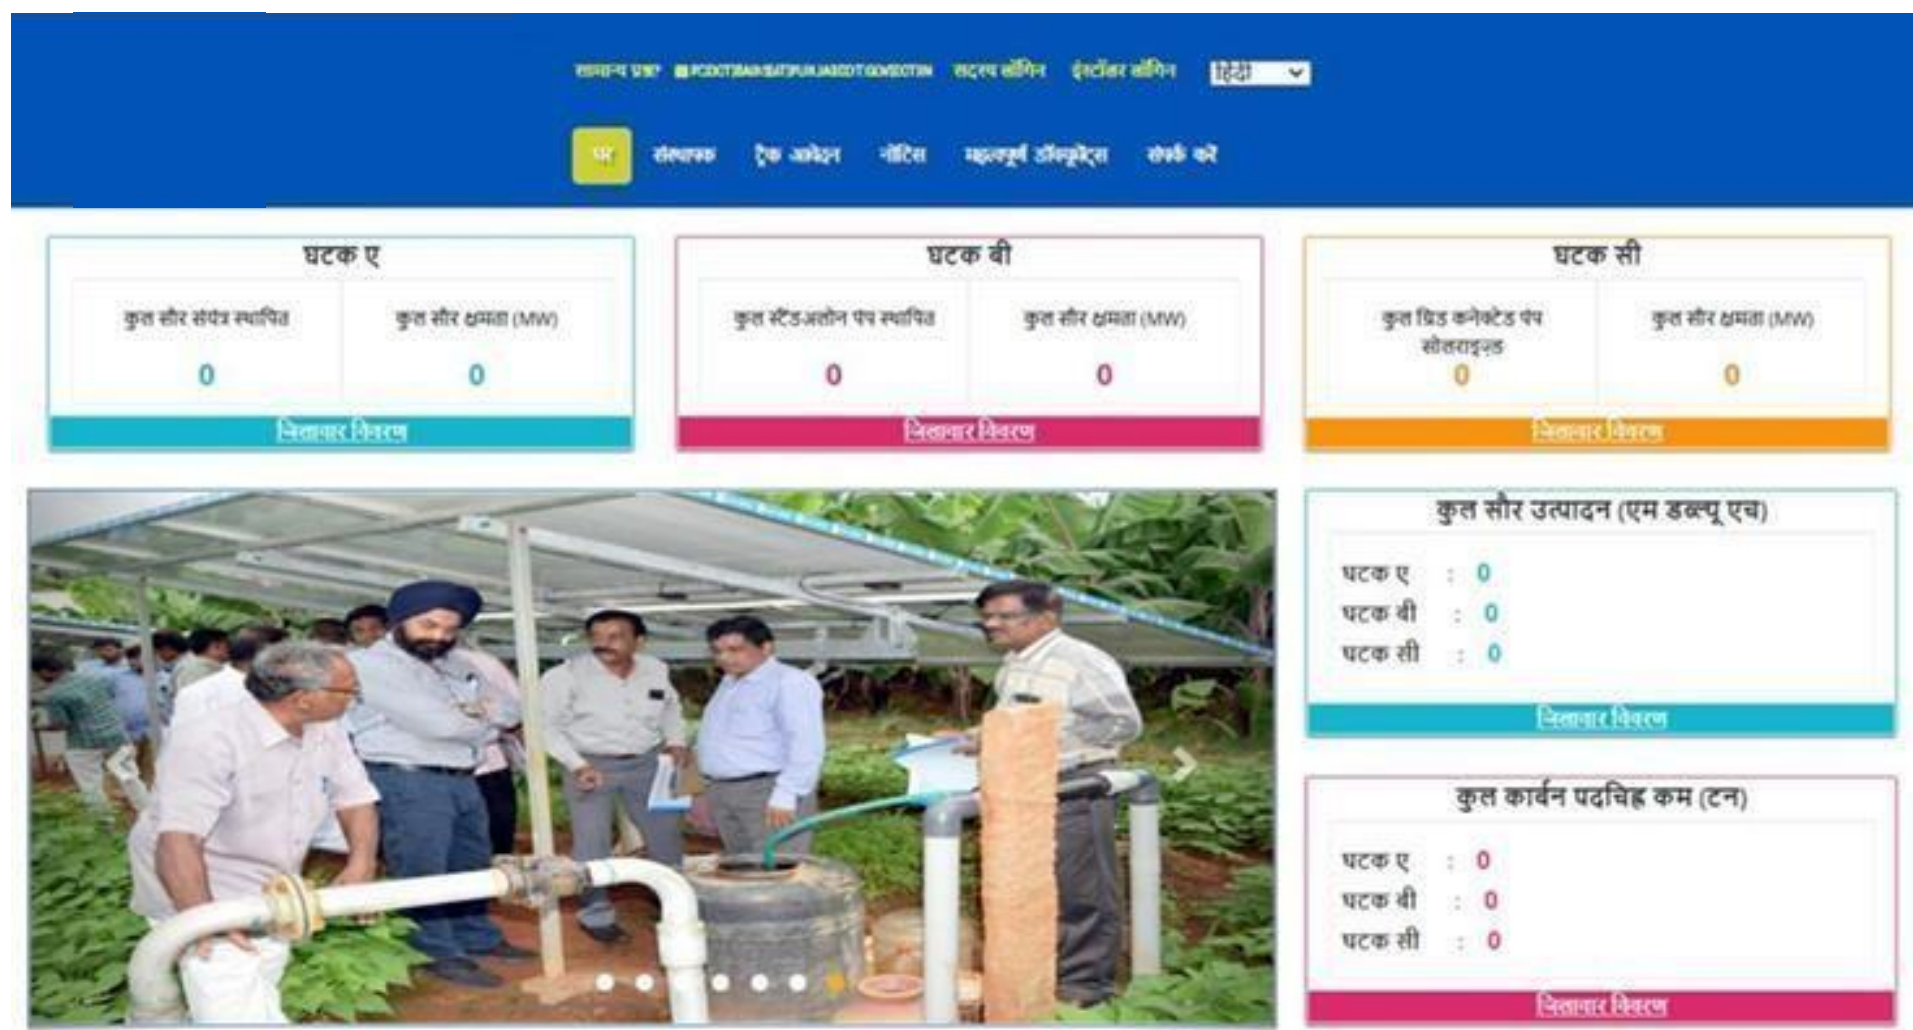 सामान्य प्रश्न सदस्य लॉगिन इंस्टॉलर लॉगिन हिंदी
घर संस्थापक ट्रैक आवेदन नोटिस महत्वपूर्ण डॉक्यूमेंट्स संपर्क करें
घटक ए घटक बी घटक सी
कुल सौर संयंत्र स्थापित कुल सौर क्षमता (MW) कुल स्टैंडअलोन पंप स्थापित कुल सौर क्षमता (MW) कुल ग्रिड कनेक्टेड पंप सोलराइज्ड कुल सौर क्षमता (MW)
0 0 0 0 0 0
जिलावार विवरण जिलावार विवरण जिलावार विवरण
कुल सौर उत्पादन (एम डब्ल्यू एच)
घटक ए : 0
घटक बी : 0
घटक सी : 0
जिलावार विवरण
कुल कार्बन पदचिह्न कम (टन)
घटक ए : 0
घटक बी : 0
घटक सी : 0
जिलावार विवरण